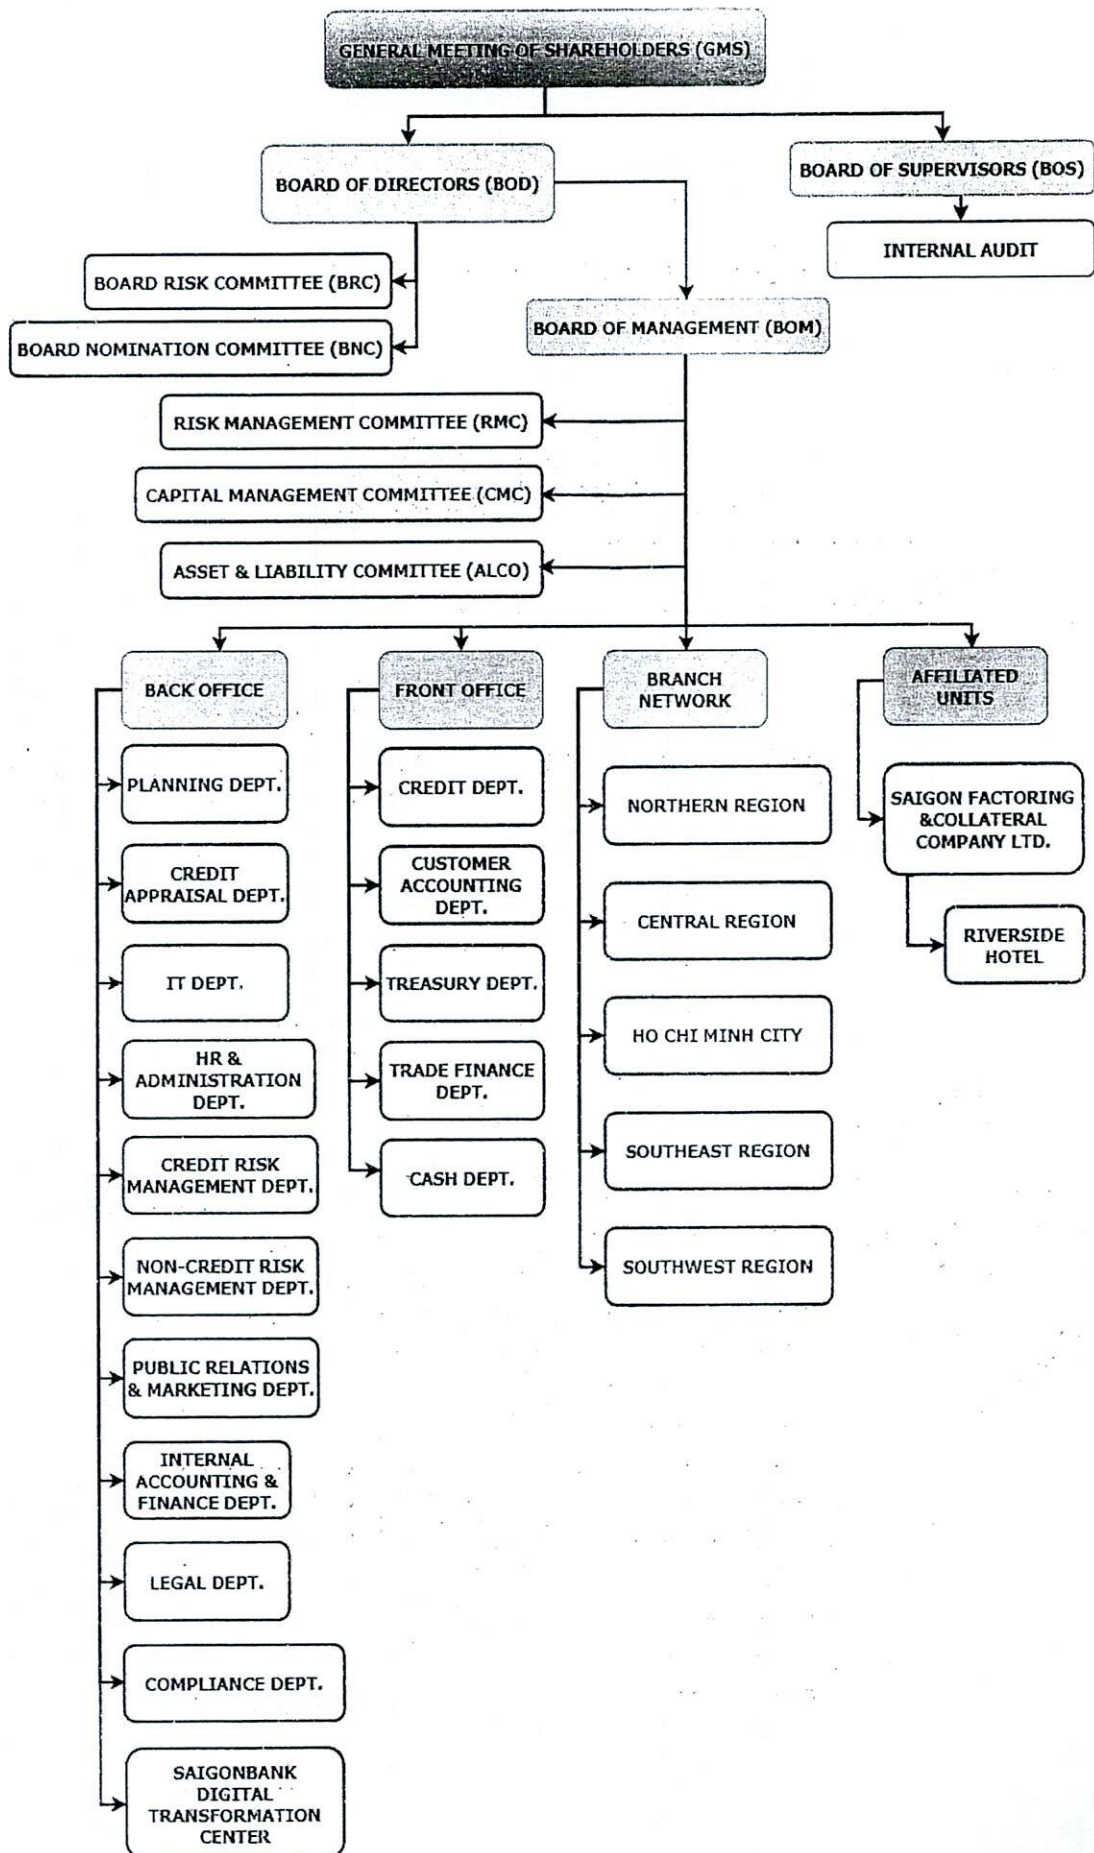 GENERAL MEETING OF SHAREHOLDERS (GMS)
BOARD OF DIRECTORS (BOD)
BOARD OF SUPERVISORS (BOS)
INTERNAL AUDIT
BOARD RISK COMMITTEE (BRC)
BOARD NOMINATION COMMITTEE (BNC)
BOARD OF MANAGEMENT (BOM)
RISK MANAGEMENT COMMITTEE (RMC)
CAPITAL MANAGEMENT COMMITTEE (CMC)
ASSET & LIABILITY COMMITTEE (ALCO)
BACK OFFICE
PLANNING DEPT.
CREDIT
APPRAISAL DEPT.
IT DEPT.
HR &
ADMINISTRATION
DEPT.
CREDIT RISK
MANAGEMENT DEPT.
NON-CREDIT RISK
MANAGEMENT DEPT.
PUBLIC RELATIONS
& MARKETING DEPT.
INTERNAL
ACCOUNTING &
FINANCE DEPT.
LEGAL DEPT.
COMPLIANCE DEPT.
SAIGONBANK
DIGITAL
TRANSFORMATION
CENTER
FRONT OFFICE
CREDIT DEPT.
CUSTOMER
ACCOUNTING
DEPT.
TREASURY DEPT.
TRADE FINANCE
DEPT.
CASH DEPT.
BRANCH
NETWORK
NORTHERN REGION
CENTRAL REGION
HO CHI MINH CITY
SOUTHEAST REGION
SOUTHWEST REGION
AFFILIATED
UNITS
SAIGON FACTORING
&COLLATERAL
COMPANY LTD.
RIVERSIDE
HOTEL